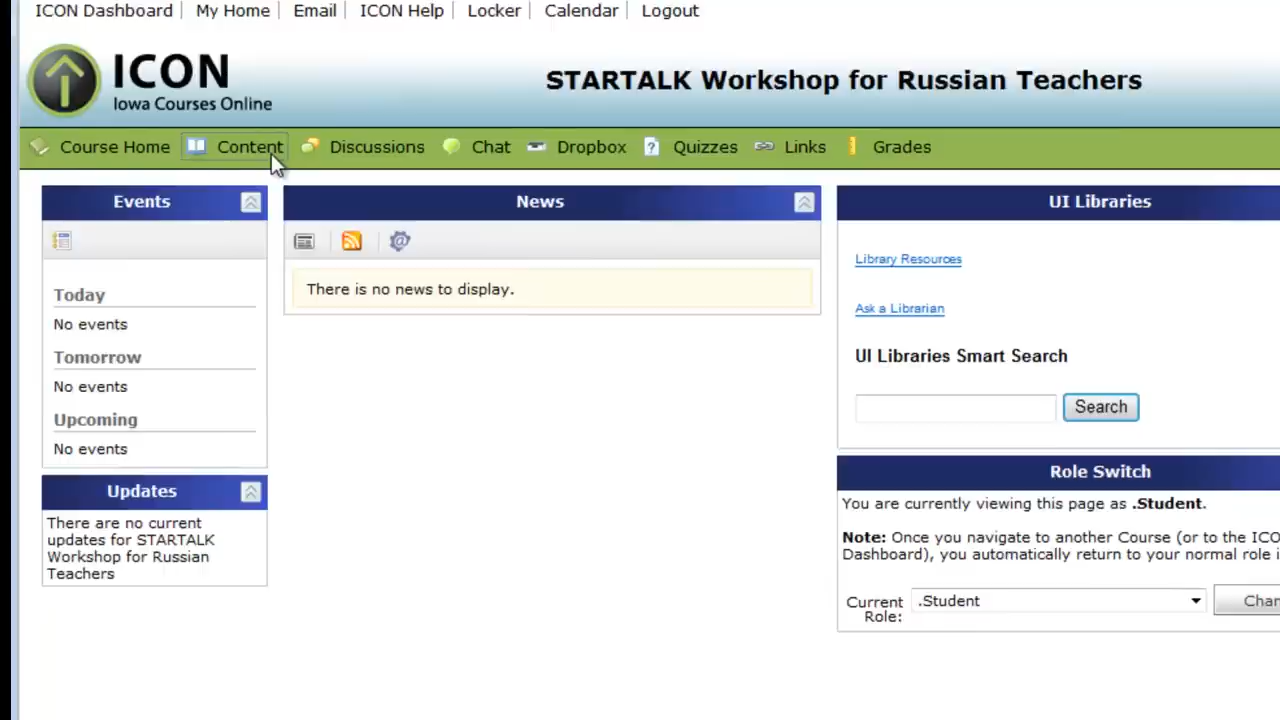 ICON Dashboard My Home Email ICON Help Locker Calendar Logout
ICON
Iowa Courses Online
STARTALK Workshop for Russian Teachers
Course Home Content Discussions Chat Dropbox Quizzes Links Grades
Events
Today
No events
Tomorrow
No events
Upcoming
No events
Updates
There are no current
updates for STARTALK
Workshop for Russian
Teachers
News
There is no news to display.
UI Libraries
Library Resources
Ask a Librarian
UI Libraries Smart Search
Search
Role Switch
You are currently viewing this page as .Student.
Note: Once you navigate to another Course (or to the ICO
Dashboard), you automatically return to your normal role i
Current
Role:
.Student
Chan